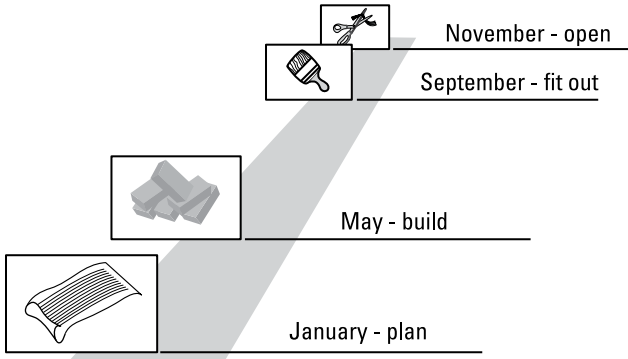 November - open
September - fit out
May - build
January - plan